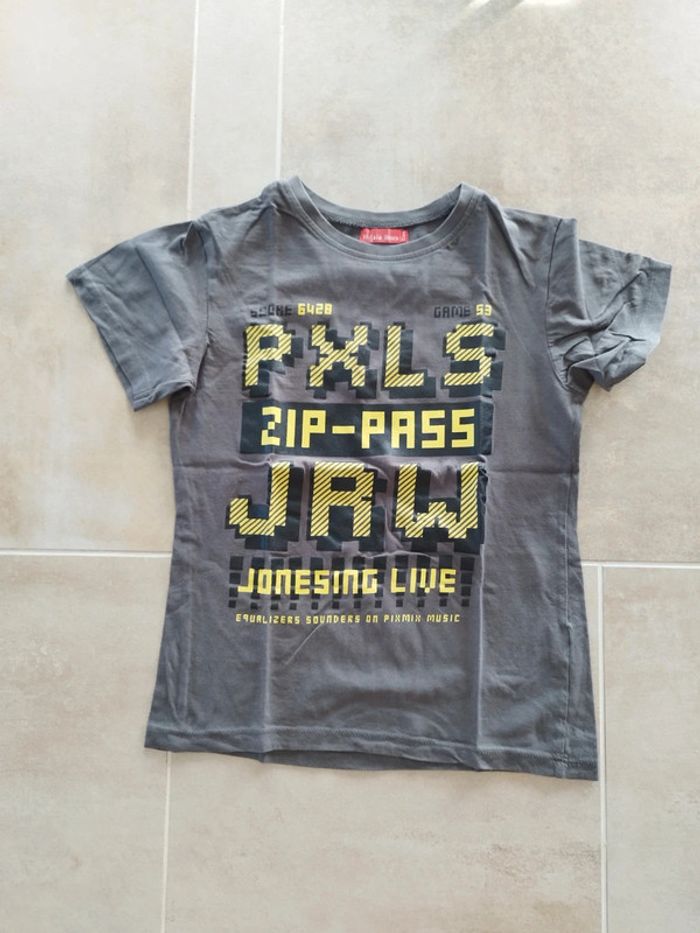 SCORE 6428
GAME 53
PXLS
ZIP-PASS
JRW
JONESING LIVE
EQUALIZERS SOUNDERS ON PIXMIX MUSIC